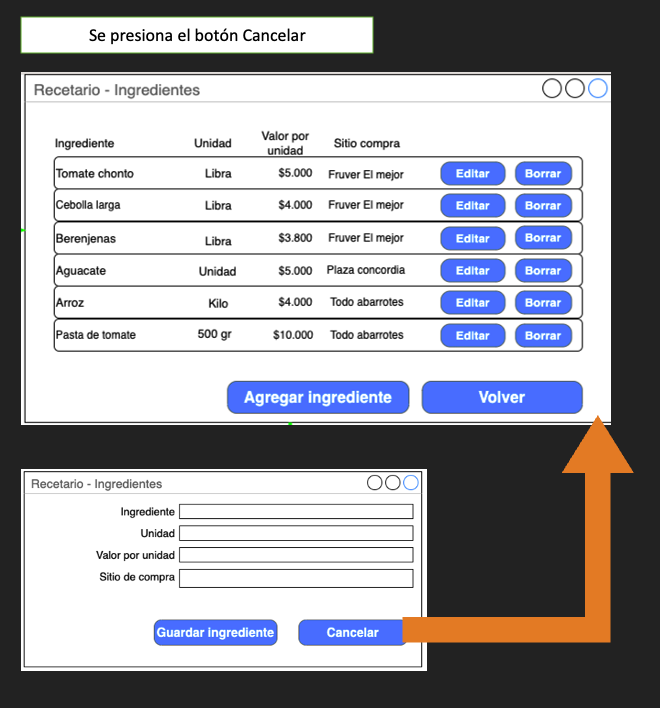 Se presiona el botón Cancelar
Recetario - Ingredientes
Ingrediente Unidad Valor por unidad Sitio compra
Tomate chonto Libra $5.000 Fruver El mejor Editar Borrar
Cebolla larga Libra $4.000 Fruver El mejor Editar Borrar
Berenjenas Libra $3.800 Fruver El mejor Editar Borrar
Aguacate Unidad $5.000 Plaza concordia Editar Borrar
Arroz Kilo $4.000 Todo abarrotes Editar Borrar
Pasta de tomate 500 gr $10.000 Todo abarrotes Editar Borrar
Agregar ingrediente Volver
Recetario - Ingredientes
Ingrediente
Unidad
Valor por unidad
Sitio de compra
Guardar ingrediente Cancelar